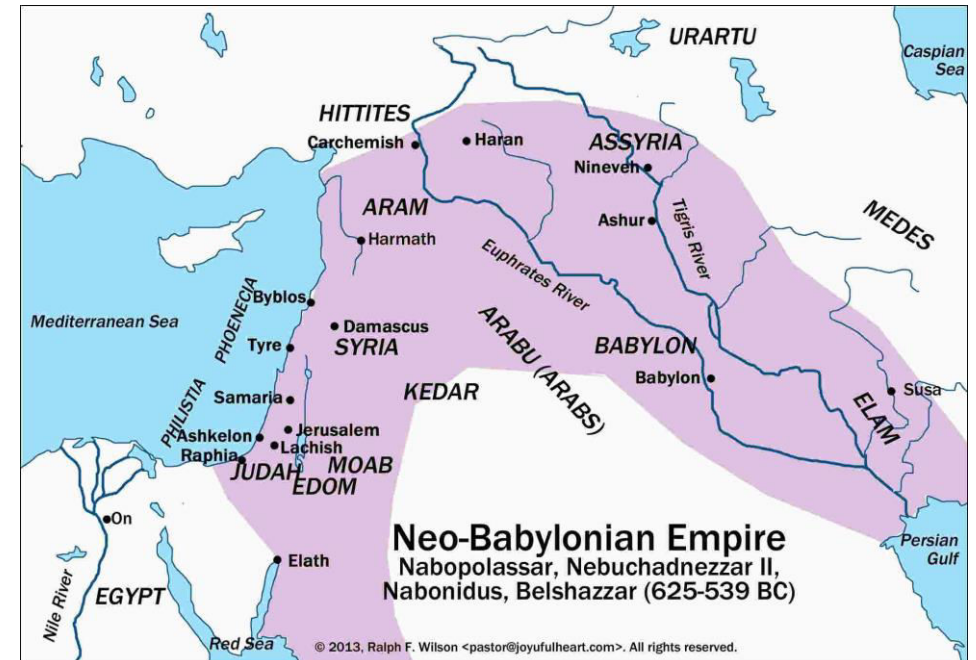 URARTU
Caspian
Sea
HITTITES
Carchemish
Haran
ASSYRIA
Nineveh
ARAM
Harmath
Ashur
Tigris River
MEDES
Euphrates River
Byblos
PHOENECIA
Mediterranean Sea
Damascus
Tyre
SYRIA
ARABU (ARABS)
BABYLON
Babylon
Samaria
KEDAR
Susa
ELAM
PHILISTIA
Ashkelon
Jerusalem
Lachish
Raphia
JUDAH
MOAB
EDOM
On
Neo-Babylonian Empire
Nabopolassar, Nebuchadnezzar II,
Nabonidus, Belshazzar (625-539 BC)
Persian
Gulf
Elath
EGYPT
Nile River
Red Sea
© 2013, Ralph F. Wilson <pastor@joyufulheart.com>. All rights reserved.